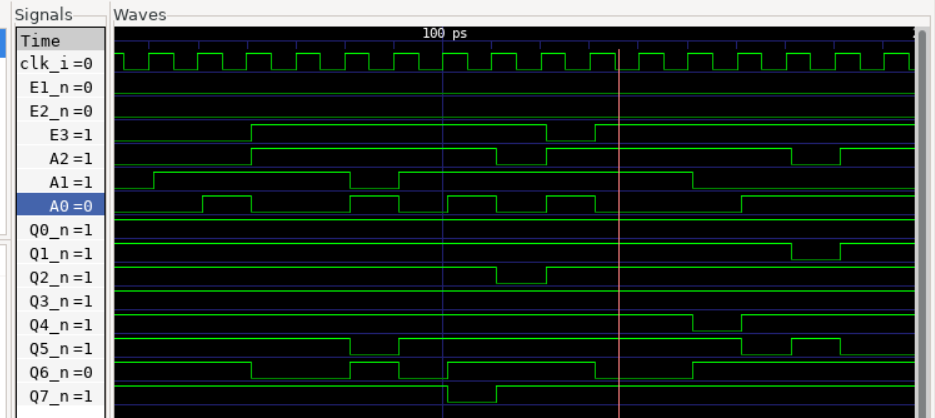 Signals
Waves
Time
100 ps
clk_i=0
E1_n=0
E2_n=0
E3=1
A2=1
A1=1
A0=0
Q0_n=1
Q1_n=1
Q2_n=1
Q3_n=1
Q4_n=1
Q5_n=1
Q6_n=0
Q7_n=1